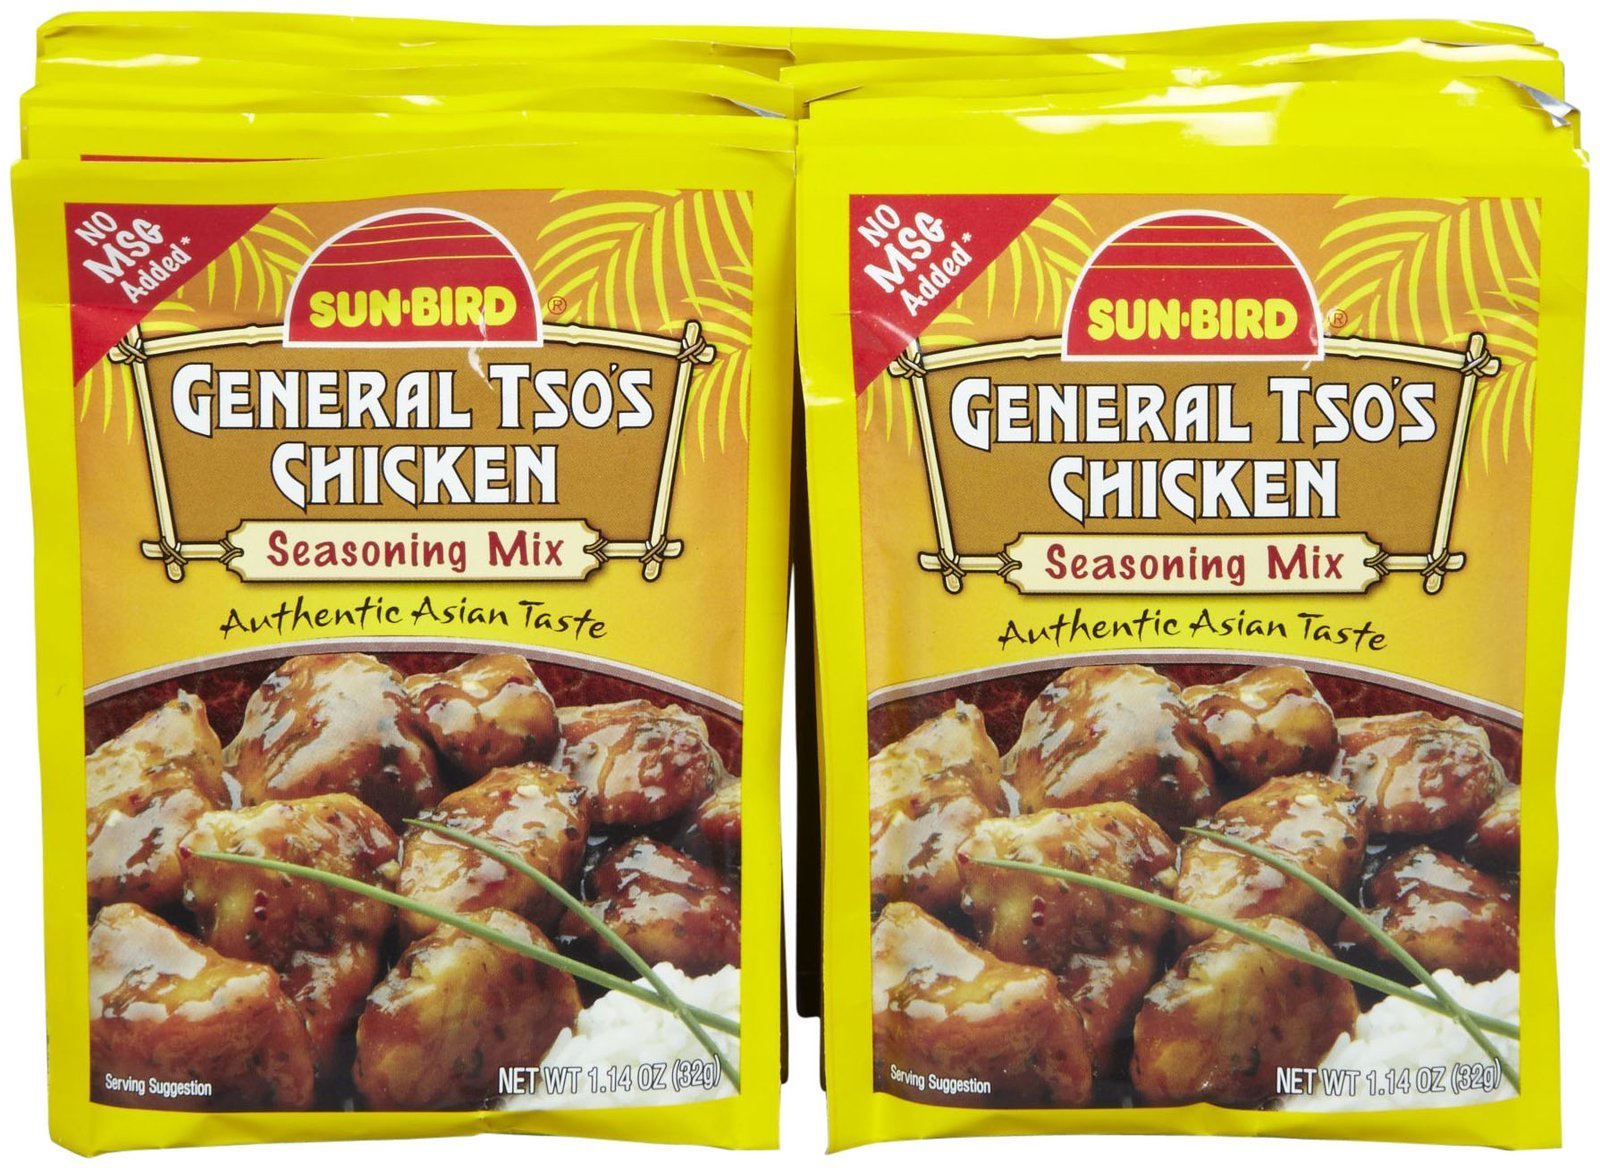 NO
MSG
Added*
SUN·BIRD®
GENERAL TSO'S
CHICKEN
Seasoning Mix
Authentic Asian Taste
Serving Suggestion
NET WT 1.14 OZ (32g)
NO
MSG
Added*
SUN·BIRD®
GENERAL TSO'S
CHICKEN
Seasoning Mix
Authentic Asian Taste
Serving Suggestion
NET WT 1.14 OZ (32g)